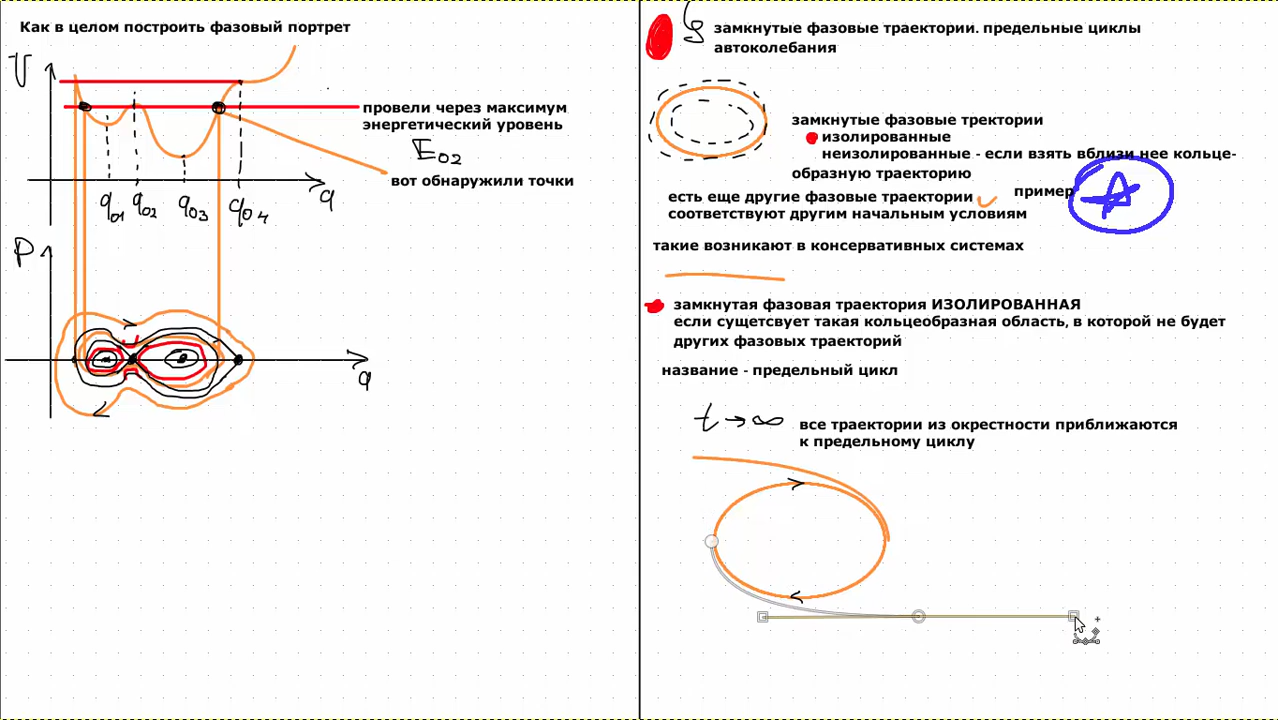 Как в целом построить фазовый портрет
U
провели через максимум
энергетический уровень
E02
вот обнаружили точки
q
q01 q02 q03 q04
P
q
замкнутые фазовые траектории. предельные циклы
автоколебания
замкнутые фазовые тректории
изолированные
неизолированные - если взять вблизи нее кольце-
образную траекторию
пример
есть еще другие фазовые траектории
соответствуют другим начальным условиям
такие возникают в консервативных системах
замкнутая фазовая траектория ИЗОЛИРОВАННАЯ
если сущетсвует такая кольцеобразная область, в которой не будет
других фазовых траекторий
название - предельный цикл
t → ∞
все траектории из окрестности приближаются
к предельному циклу